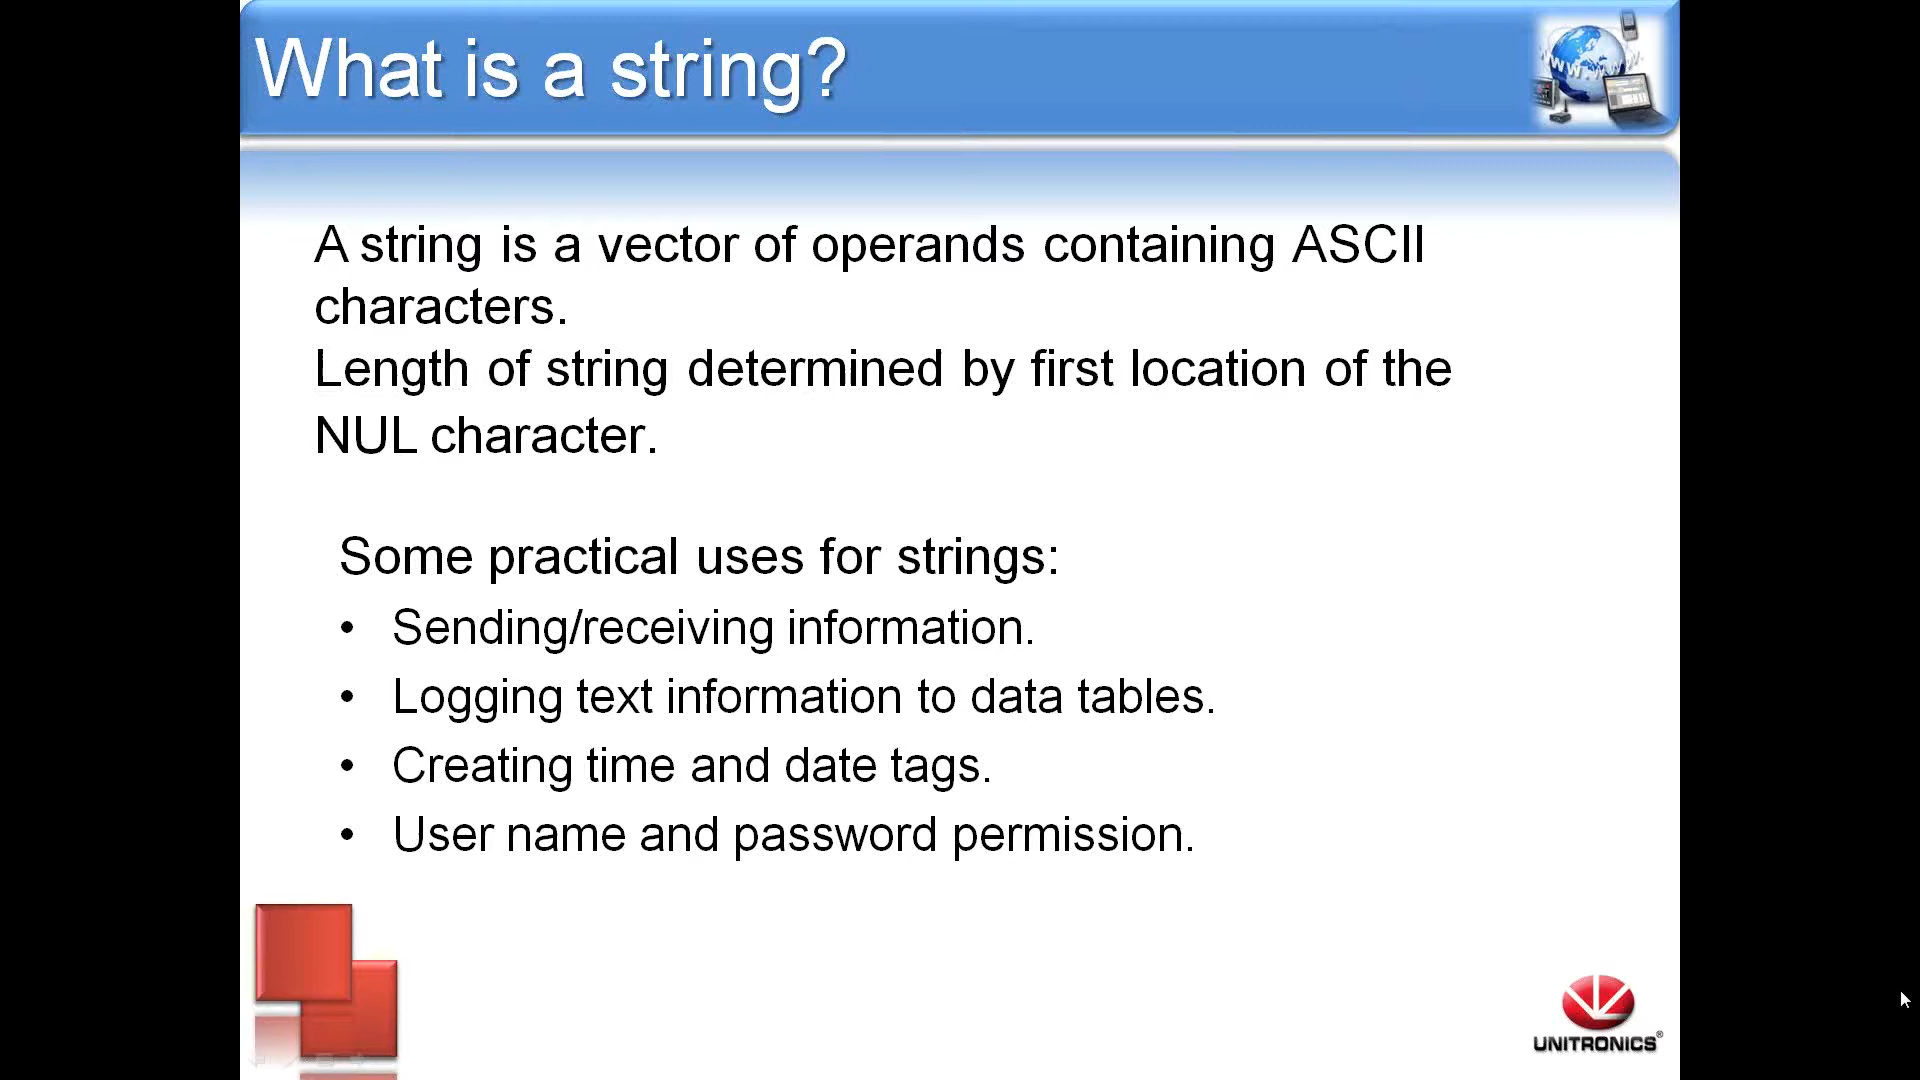 What is a string?
A string is a vector of operands containing ASCII
characters.
Length of string determined by first location of the
NUL character.
Some practical uses for strings:
• Sending/receiving information.
• Logging text information to data tables.
• Creating time and date tags.
• User name and password permission.
UNITRONICS®